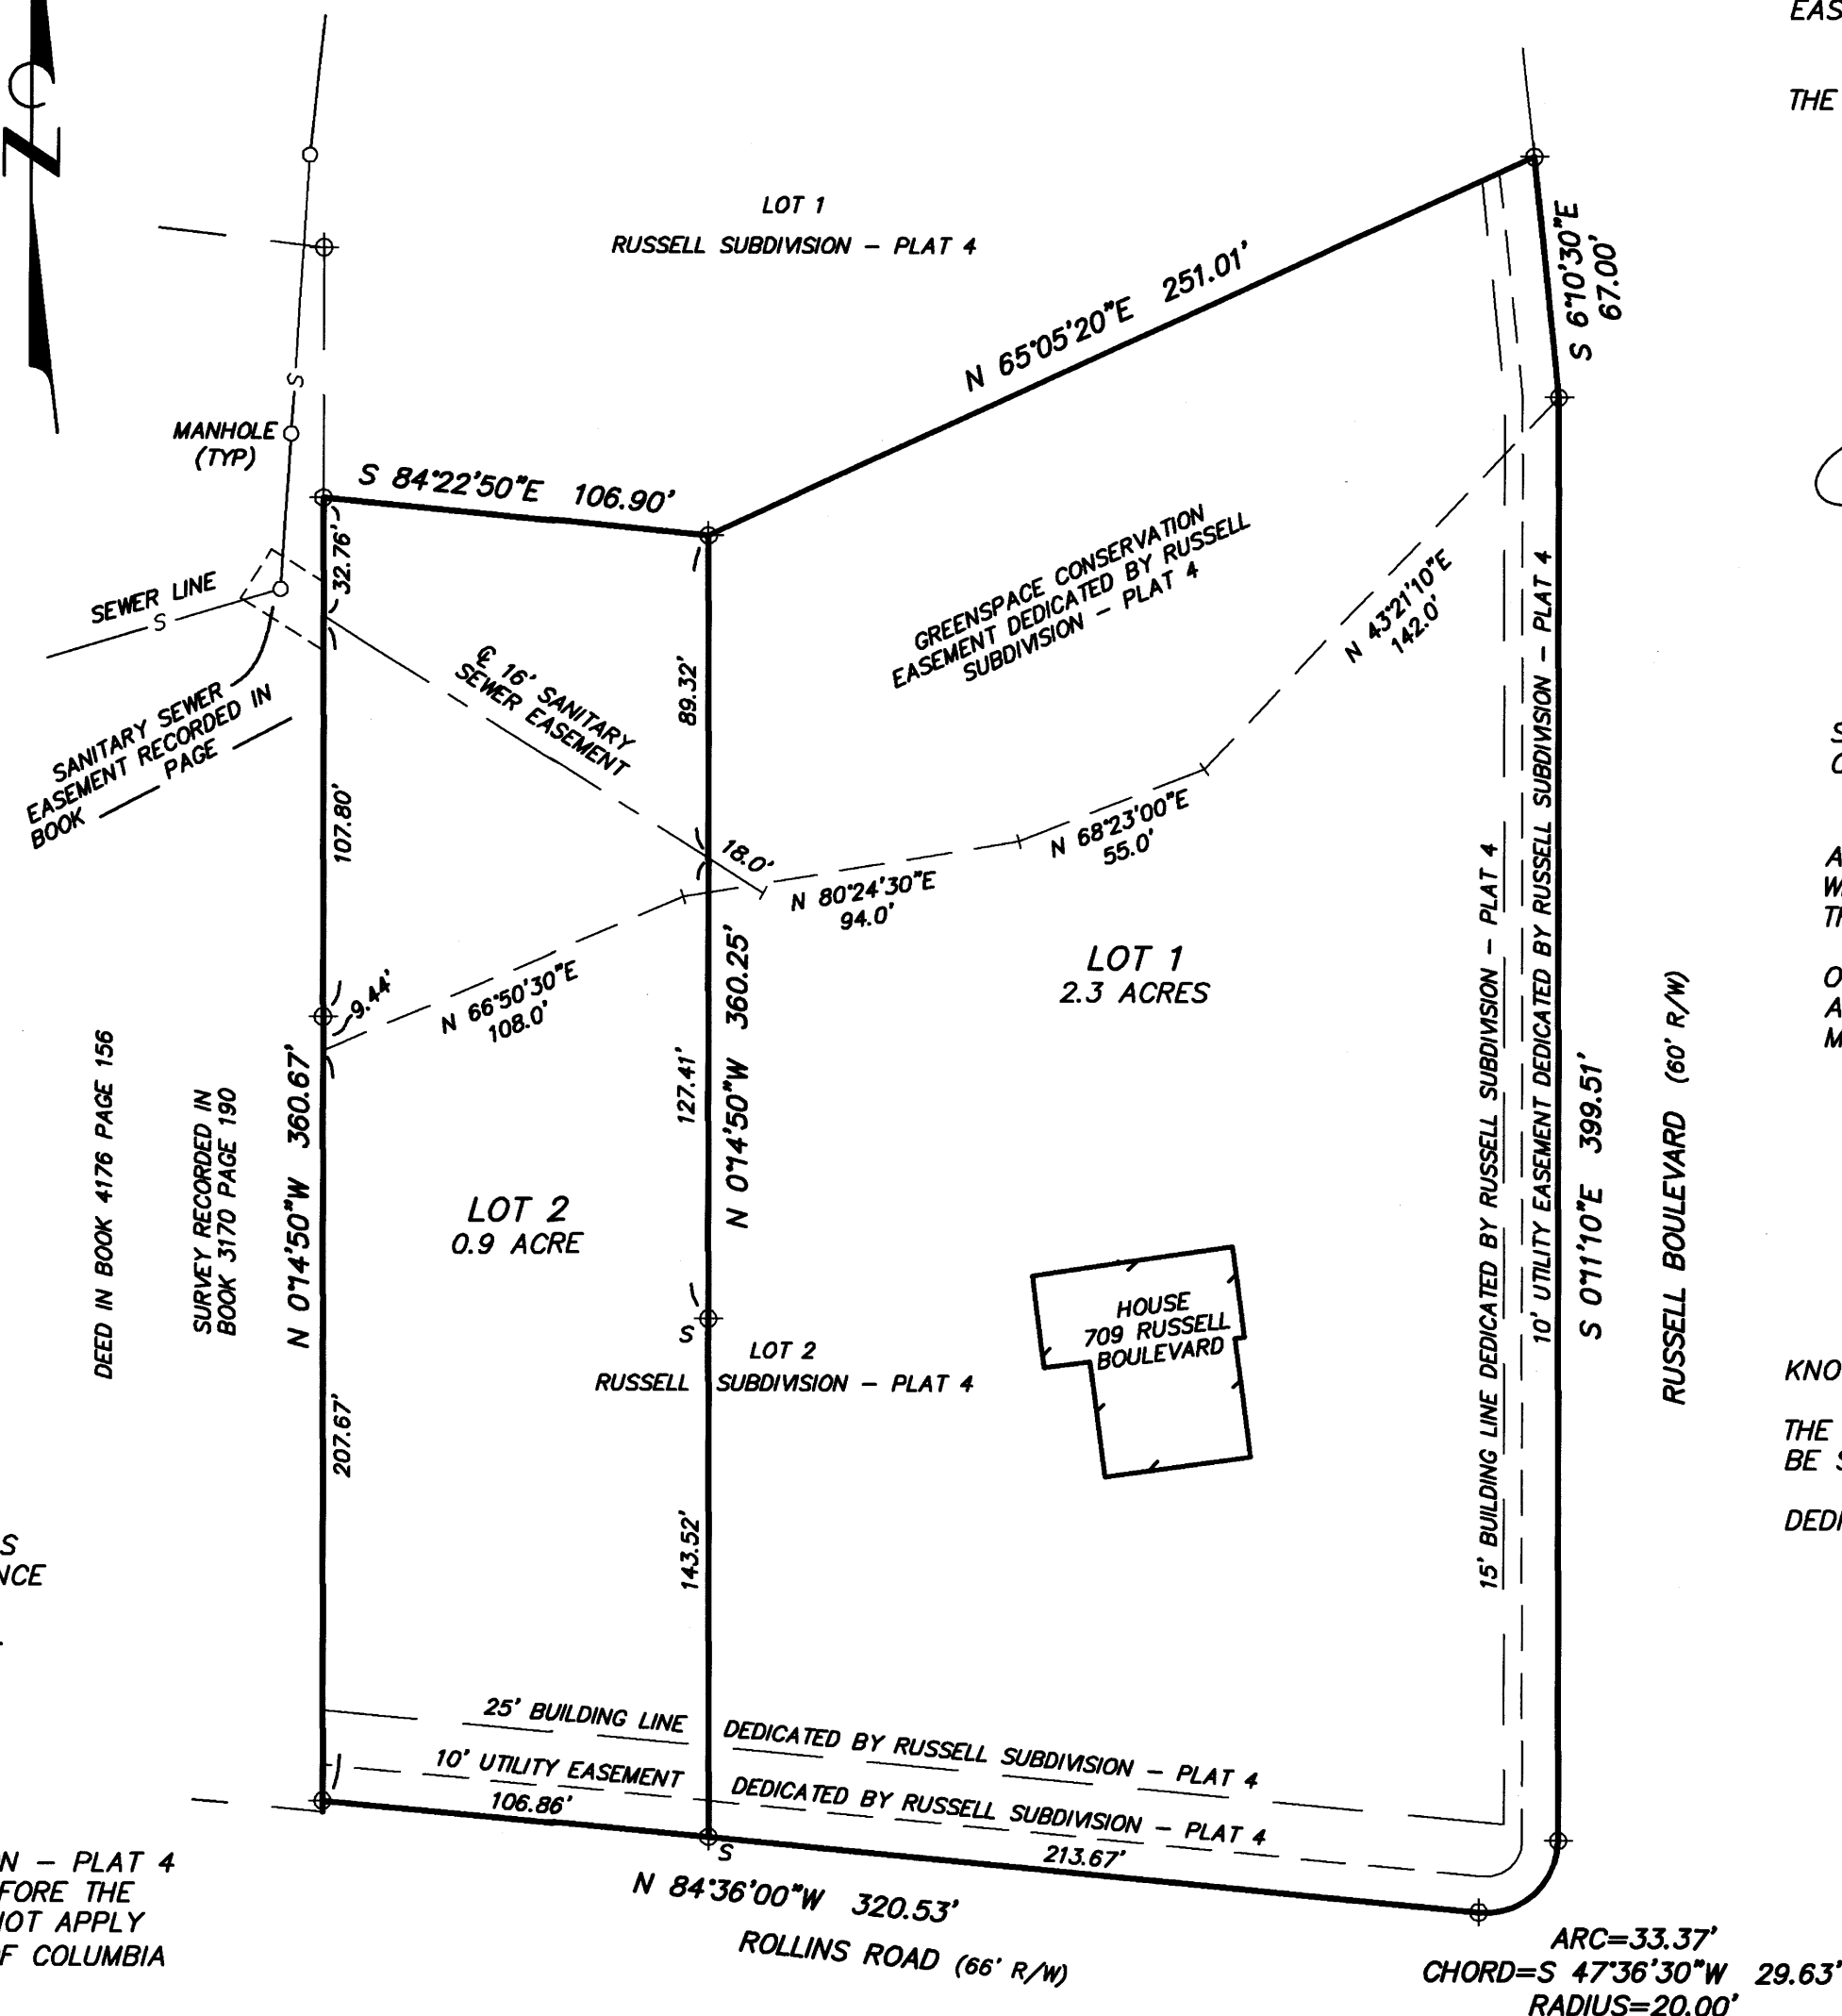 EAS
THE
N
LOT 1
RUSSELL SUBDIVISION – PLAT 4
N 65°05'20"E 251.01'
S 6°10'30"E
67.00'
MANHOLE
(TYP)
S
S 84°22'50"E 106.90'
32.76'
SEWER LINE
S
SANITARY SEWER
EASEMENT RECORDED IN
BOOK ____ PAGE ____
℄ 16' SANITARY
SEWER EASEMENT
89.32'
107.80'
18.0'
GREENSPACE CONSERVATION
EASEMENT DEDICATED BY RUSSELL
SUBDIVISION – PLAT 4
N 43°21'10"E
142.0'
N 68°23'00"E
55.0'
N 80°24'30"E
94.0'
9.44'
N 66°50'30"E
108.0'
LOT 1
2.3 ACRES
N 0°14'50"W 360.25'
127.41'
DEED IN BOOK 4176 PAGE 156
SURVEY RECORDED IN
BOOK 3170 PAGE 190
N 0°14'50"W 360.67'
207.67'
LOT 2
0.9 ACRE
HOUSE
709 RUSSELL
BOULEVARD
S
LOT 2
RUSSELL SUBDIVISION – PLAT 4
143.52'
15' BUILDING LINE DEDICATED BY RUSSELL SUBDIVISION – PLAT 4
10' UTILITY EASEMENT DEDICATED BY RUSSELL SUBDIVISION – PLAT 4
S 0°11'10"E 399.51'
RUSSELL BOULEVARD (60' R/W)
KNO
THE
BE S
DEDI
S
NCE
25' BUILDING LINE DEDICATED BY RUSSELL SUBDIVISION – PLAT 4
10' UTILITY EASEMENT DEDICATED BY RUSSELL SUBDIVISION – PLAT 4
106.86'
213.67'
S
N 84°36'00"W 320.53'
ROLLINS ROAD (66' R/W)
N – PLAT 4
FORE THE
NOT APPLY
F COLUMBIA
ARC=33.37'
CHORD=S 47°36'30"W 29.63'
RADIUS=20.00'